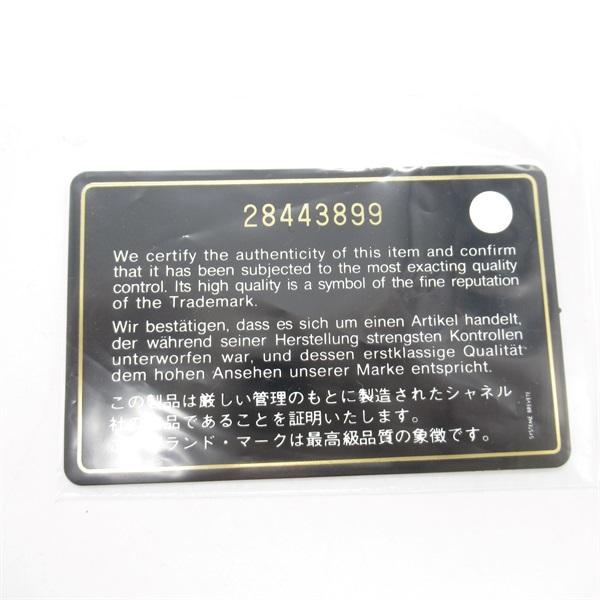 28443899
We certify the authenticity of this item and confirm
that it has been subjected to the most exacting quality
control. Its high quality is a symbol of the fine reputation
of the Trademark.
Wir bestätigen, dass es sich um einen Artikel handelt,
der während seiner Herstellung strengsten Kontrollen
unterworfen war, und dessen erstklassige Qualität
dem hohen Ansehen unserer Marke entspricht.
この製品は厳しい管理のもとに製造されたシャネル
社の品であることを証明いたします。
ランド・マークは最高級品質の象徴です。
SYSTEME BREVETE